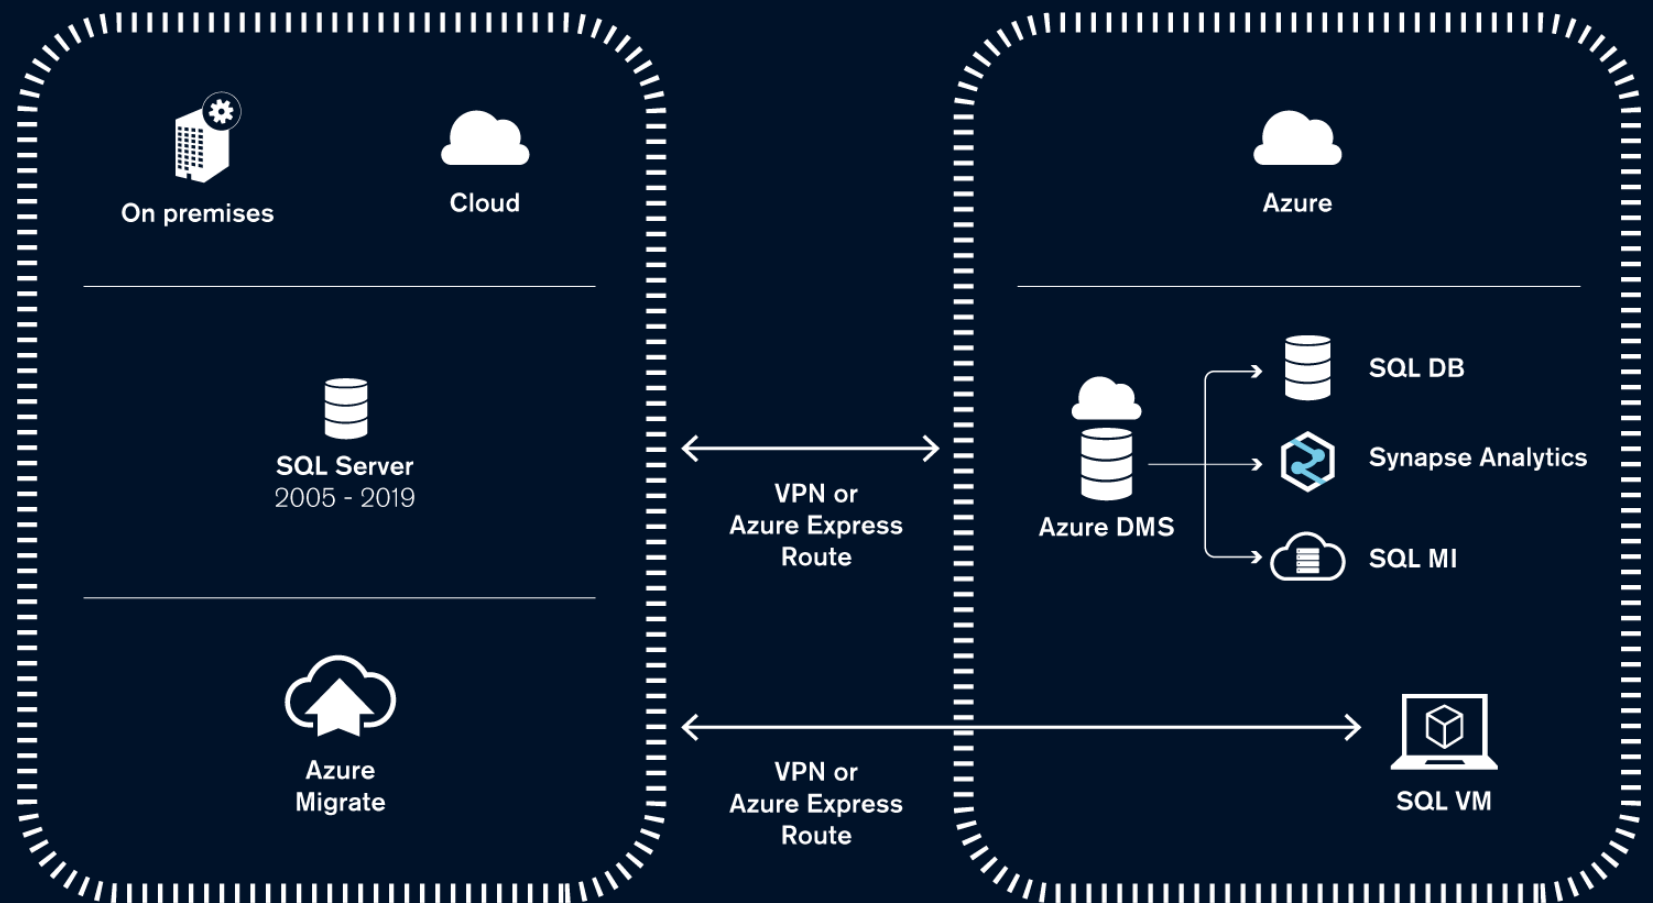 On premises
Cloud
SQL Server
2005 - 2019
Azure
Migrate
VPN or
Azure Express
Route
VPN or
Azure Express
Route
Azure
Azure DMS
SQL DB
Synapse Analytics
SQL MI
SQL VM